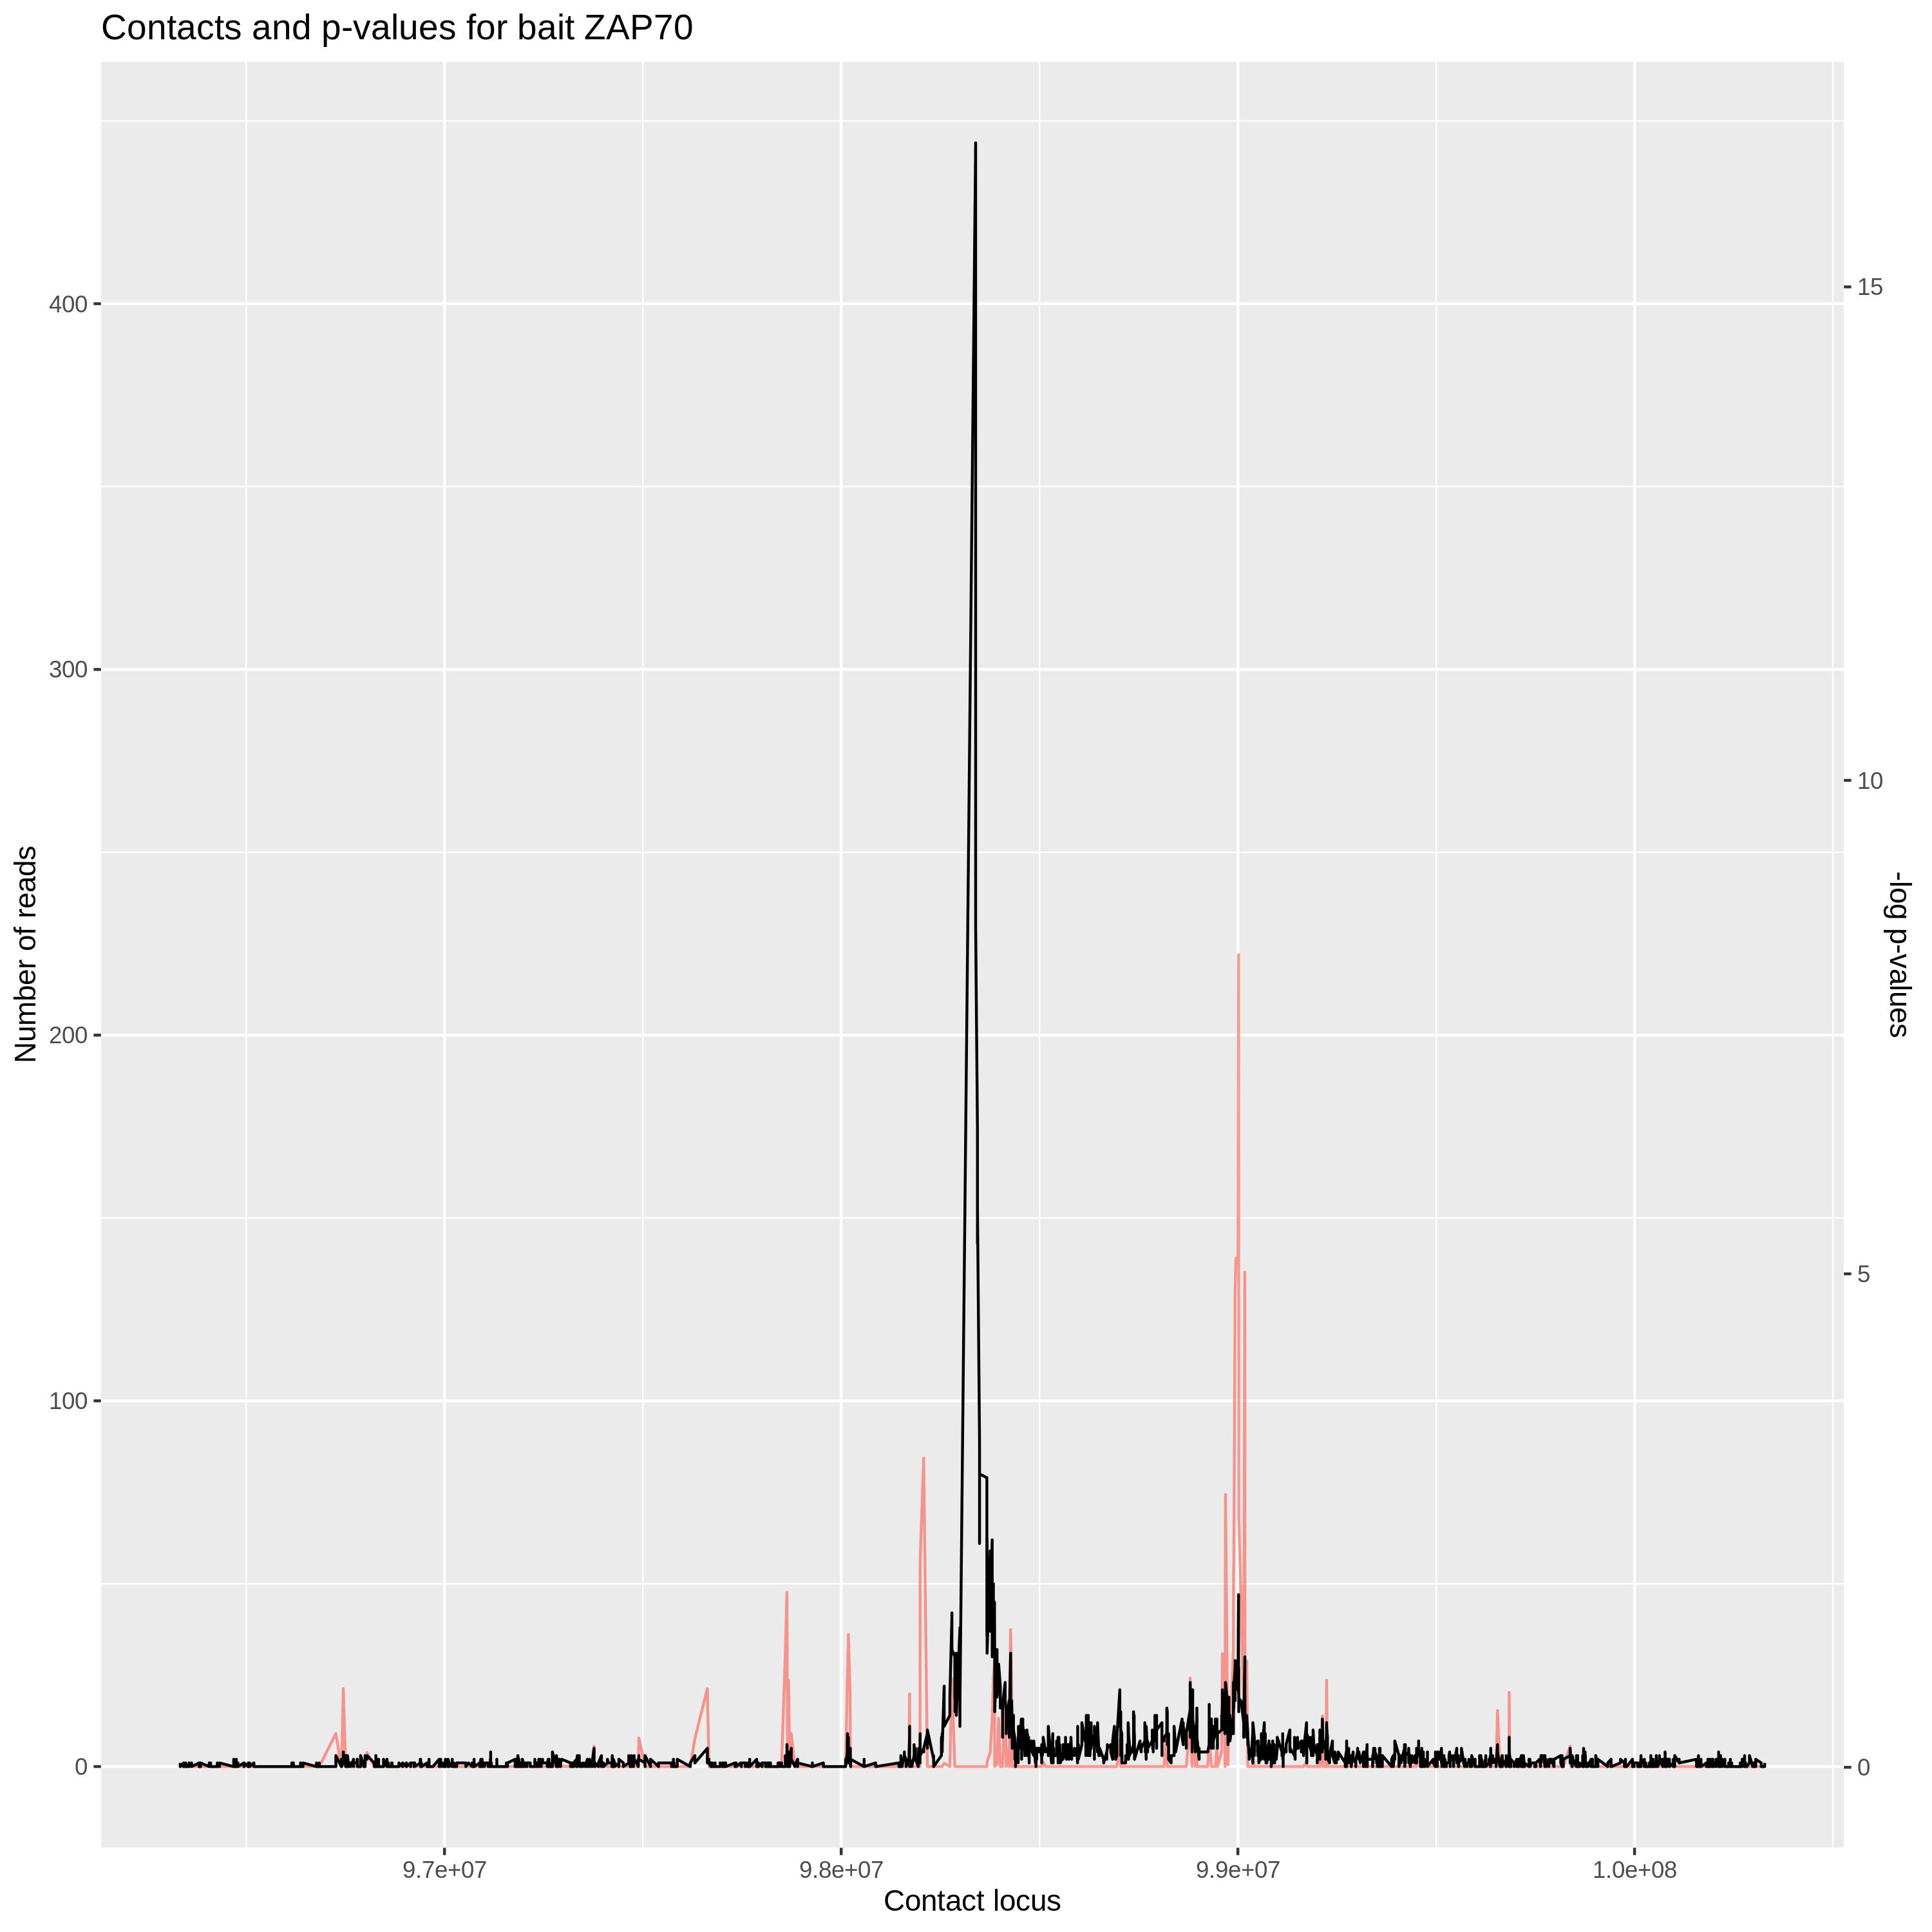 Contacts and p-values for bait ZAP70
400
300
200
100
0
15
10
5
0
Number of reads
-log p-values
9.7e+07
9.8e+07
9.9e+07
1.0e+08
Contact locus